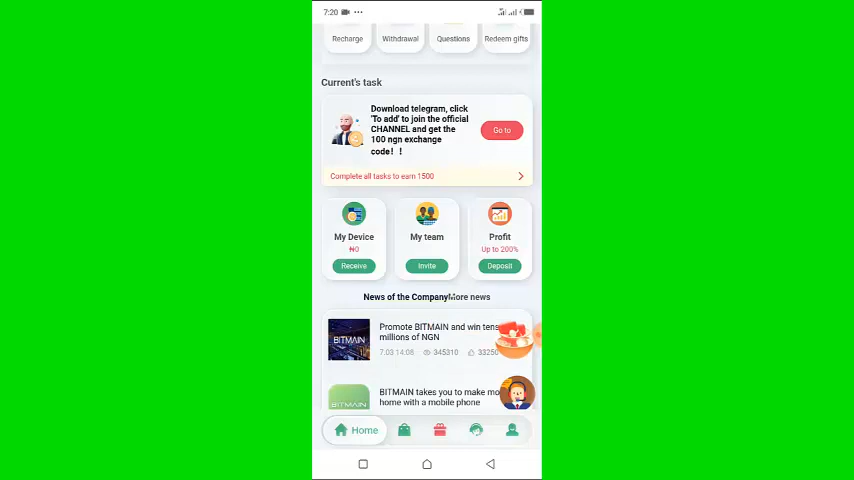 7:20
Recharge Withdrawal Questions Redeem gifts
Current's task
Download telegram, click
'To add' to join the official
CHANNEL and get the
100 ngn exchange
code！！
Go to
Complete all tasks to earn 1500
My Device My team Profit
₦0 Up to 200%
Receive Invite Deposit
News of the CompanyMore news
BITMAIN
Promote BITMAIN and win tens
millions of NGN
7.03 14:08 345310 33250
BITMAIN
BITMAIN takes you to make mo
home with a mobile phone
Home